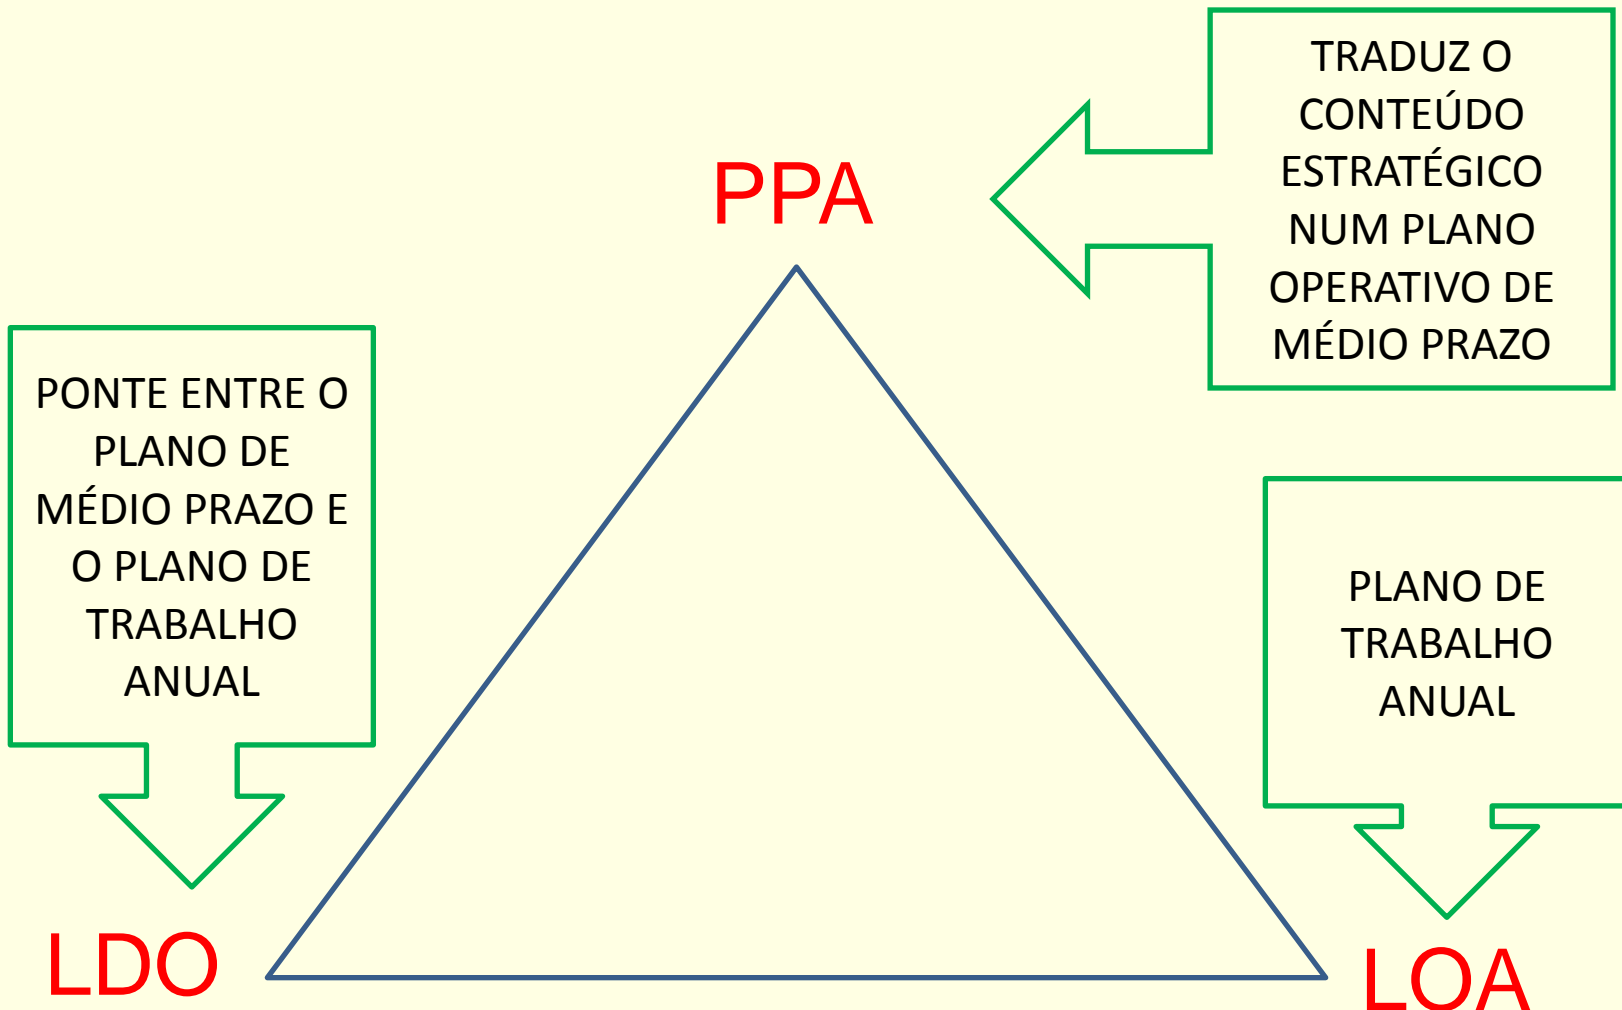 TRADUZ O
CONTEÚDO
ESTRATÉGICO
NUM PLANO
OPERATIVO DE
MÉDIO PRAZO
PPA
PONTE ENTRE O
PLANO DE
MÉDIO PRAZO E
O PLANO DE
TRABALHO
ANUAL
PLANO DE
TRABALHO
ANUAL
LDO
LOA